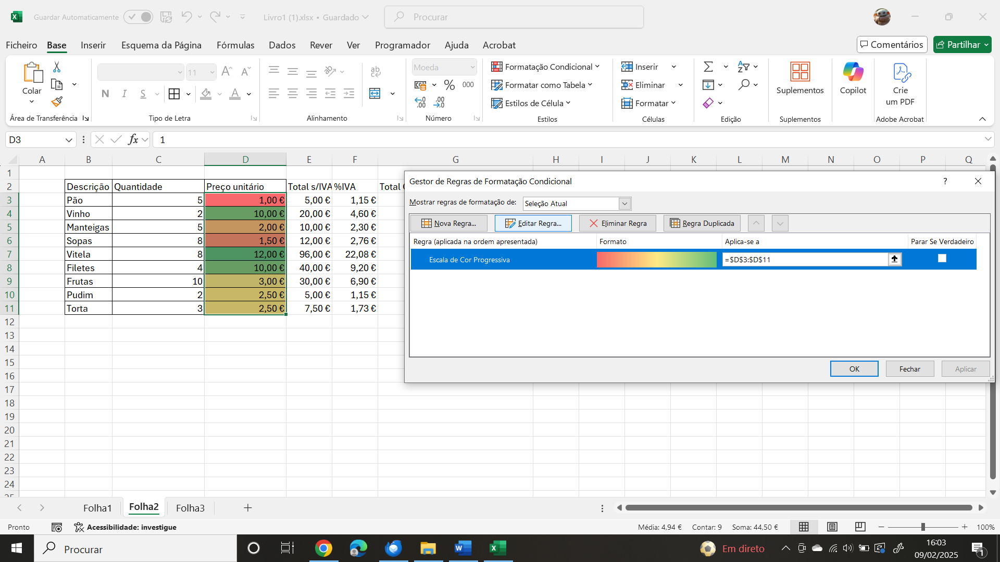 Guardar Automaticamente
Livro1 (1).xlsx • Guardado
Procurar
Ficheiro Base Inserir Esquema da Página Fórmulas Dados Rever Ver Programador Ajuda Acrobat
Comentários Partilhar
Colar
Área de Transferência
11
N I S
Tipo de Letra
ab
Alinhamento
Moeda
% 000
Número
Formatação Condicional
Formatar como Tabela
Estilos de Célula
Estilos
Inserir
Eliminar
Formatar
Células
Edição
Suplementos
Suplementos
Copilot
Crie
um PDF
Adobe Acrobat
D3 fx 1
A B C D E F G H I J K L M N O P Q
1
2 Descrição Quantidade Preço unitário Total s/IVA %IVA Total
3 Pão 5 1,00 € 5,00 € 1,15 €
4 Vinho 2 10,00 € 20,00 € 4,60 €
5 Manteigas 5 2,00 € 10,00 € 2,30 €
6 Sopas 8 1,50 € 12,00 € 2,76 €
7 Vitela 8 12,00 € 96,00 € 22,08 €
8 Filetes 4 10,00 € 40,00 € 9,20 €
9 Frutas 10 3,00 € 30,00 € 6,90 €
10 Pudim 2 2,50 € 5,00 € 1,15 €
11 Torta 3 2,50 € 7,50 € 1,73 €
12
13
14
15
16
17
18
19
20
21
22
23
24
25
Gestor de Regras de Formatação Condicional ?
Mostrar regras de formatação de: Seleção Atual
Nova Regra... Editar Regra... Eliminar Regra Regra Duplicada
Regra (aplicada na ordem apresentada) Formato Aplica-se a Parar Se Verdadeiro
Escala de Cor Progressiva =$D$3:$D$11
OK Fechar Aplicar
Folha1 Folha2 Folha3
Pronto Acessibilidade: investigue Média: 4,94 € Contar: 9 Soma: 44,50 € 100%
Procurar
Em direto
16:03
09/02/2025
1